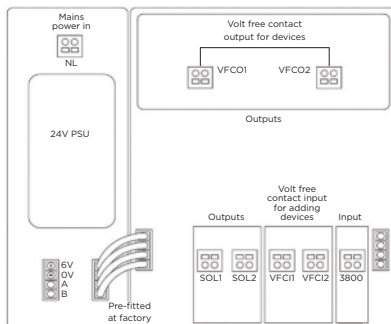 Mains
power in
NL
24V PSU
6V
0V
A
B
Pre-fitted
at factory
Volt free contact
output for devices
VFCO1
VFCO2
Outputs
Outputs
Volt free
contact input
for adding
devices
Input
SOL1
SOL2
VFCI1
VFCI2
3800